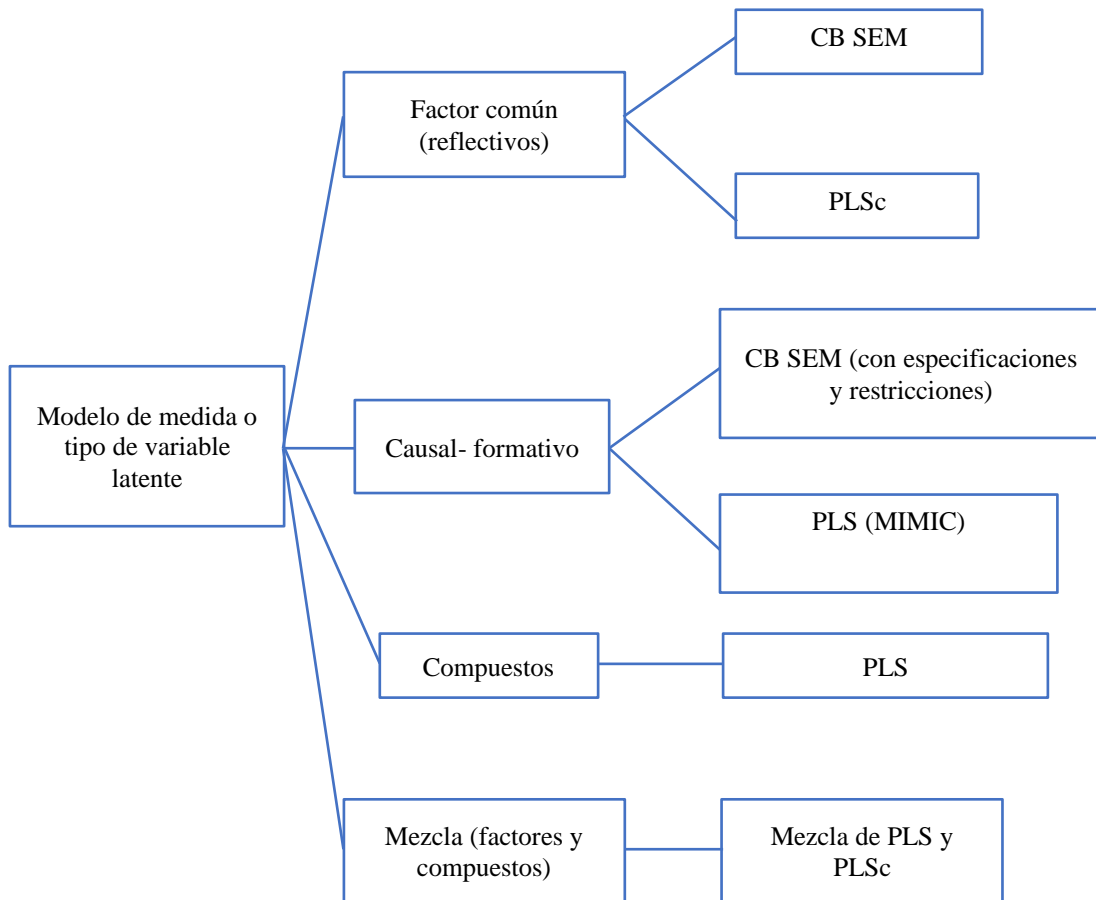 CB SEM
Factor común
(reflectivos)
PLSc
CB SEM (con especificaciones
y restricciones)
Modelo de medida o
tipo de variable
latente
Causal- formativo
PLS (MIMIC)
Compuestos
PLS
Mezcla (factores y
compuestos)
Mezcla de PLS y
PLSc